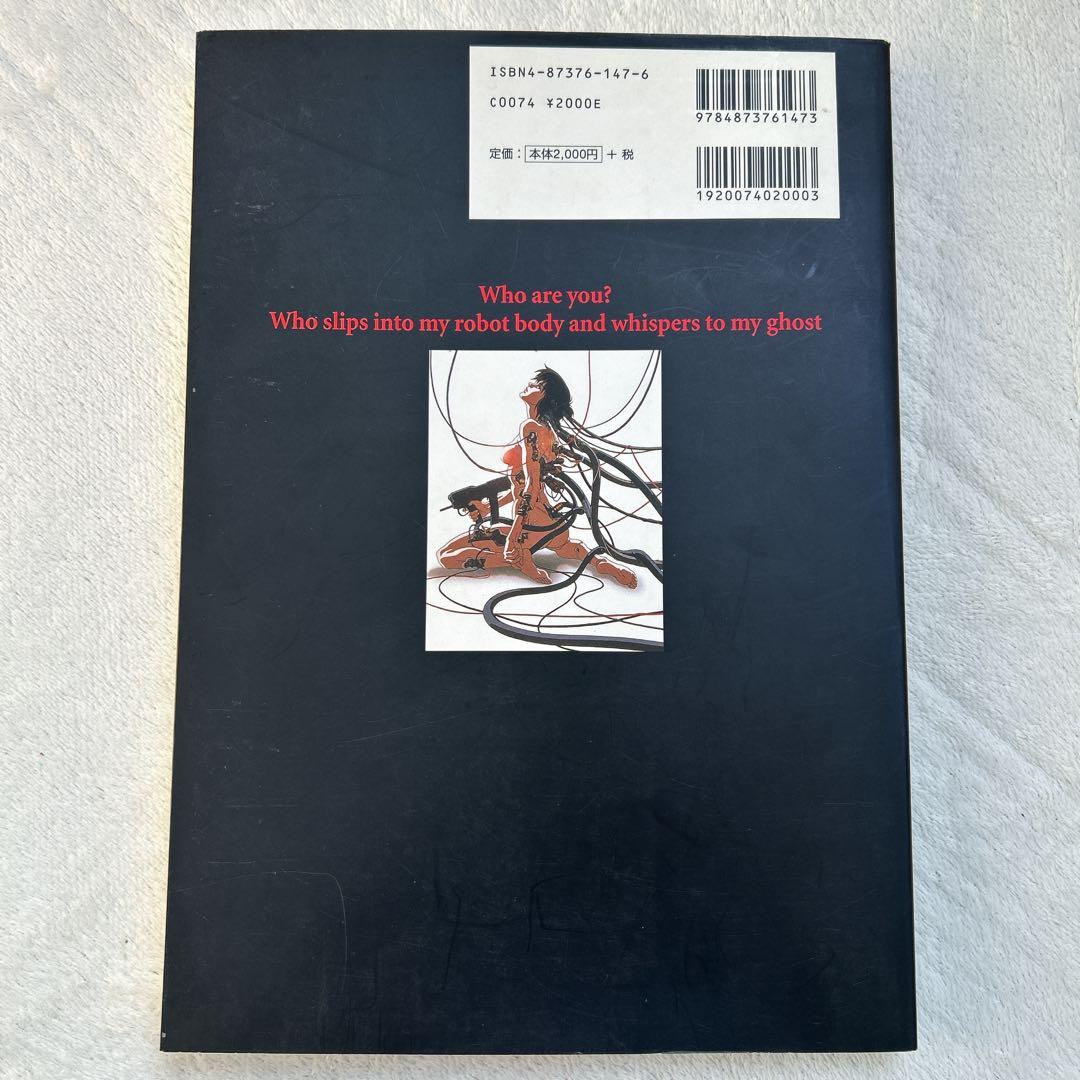 ISBN4-87376-147-6
C0074 ¥2000E
定価：本体2,000円＋税
9784873761473
1920074020003
Who are you?
Who slips into my robot body and whispers to my ghost